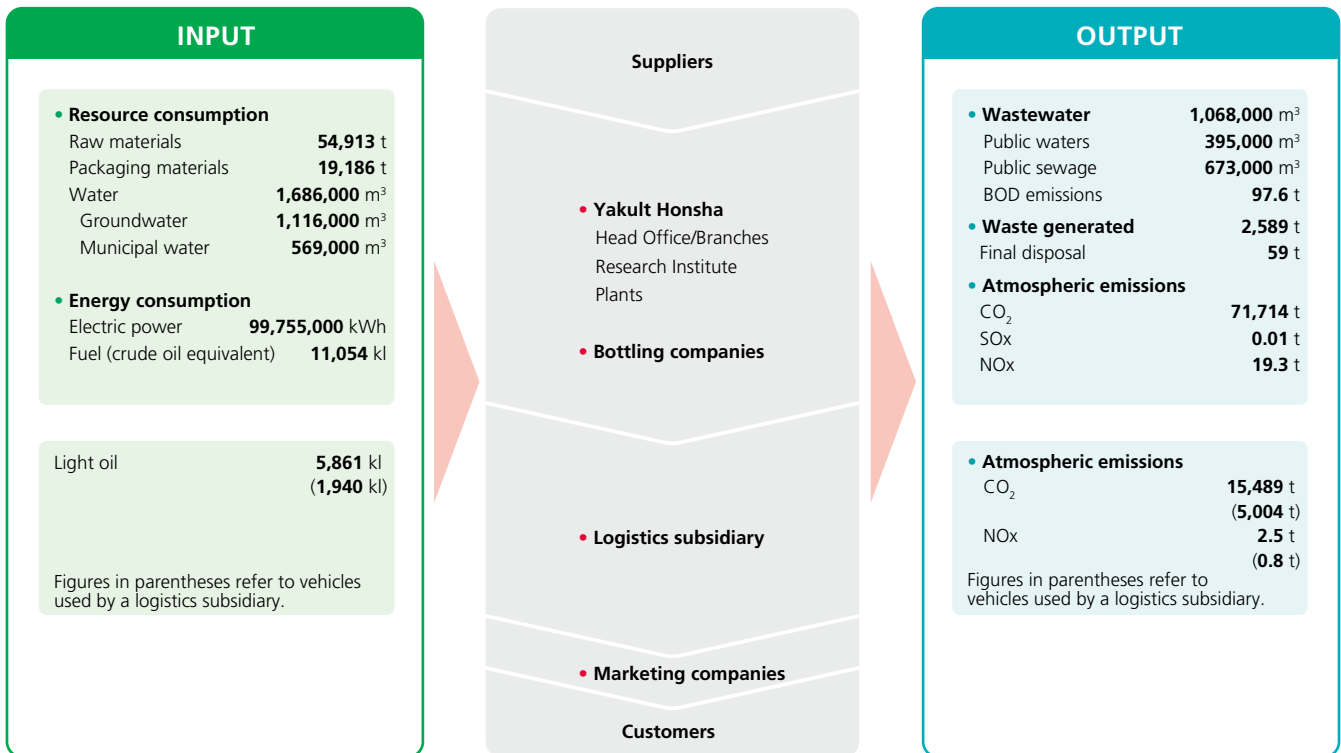 INPUT
• Resource consumption
Raw materials 54,913 t
Packaging materials 19,186 t
Water 1,686,000 m³
Groundwater 1,116,000 m³
Municipal water 569,000 m³
• Energy consumption
Electric power 99,755,000 kWh
Fuel (crude oil equivalent) 11,054 kl
Light oil 5,861 kl
(1,940 kl)
Figures in parentheses refer to vehicles
used by a logistics subsidiary.
Suppliers
• Yakult Honsha
Head Office/Branches
Research Institute
Plants
• Bottling companies
• Logistics subsidiary
• Marketing companies
Customers
OUTPUT
• Wastewater 1,068,000 m³
Public waters 395,000 m³
Public sewage 673,000 m³
BOD emissions 97.6 t
• Waste generated 2,589 t
Final disposal 59 t
• Atmospheric emissions
CO₂ 71,714 t
SOx 0.01 t
NOx 19.3 t
• Atmospheric emissions
CO₂ 15,489 t
(5,004 t)
NOx 2.5 t
(0.8 t)
Figures in parentheses refer to
vehicles used by a logistics subsidiary.